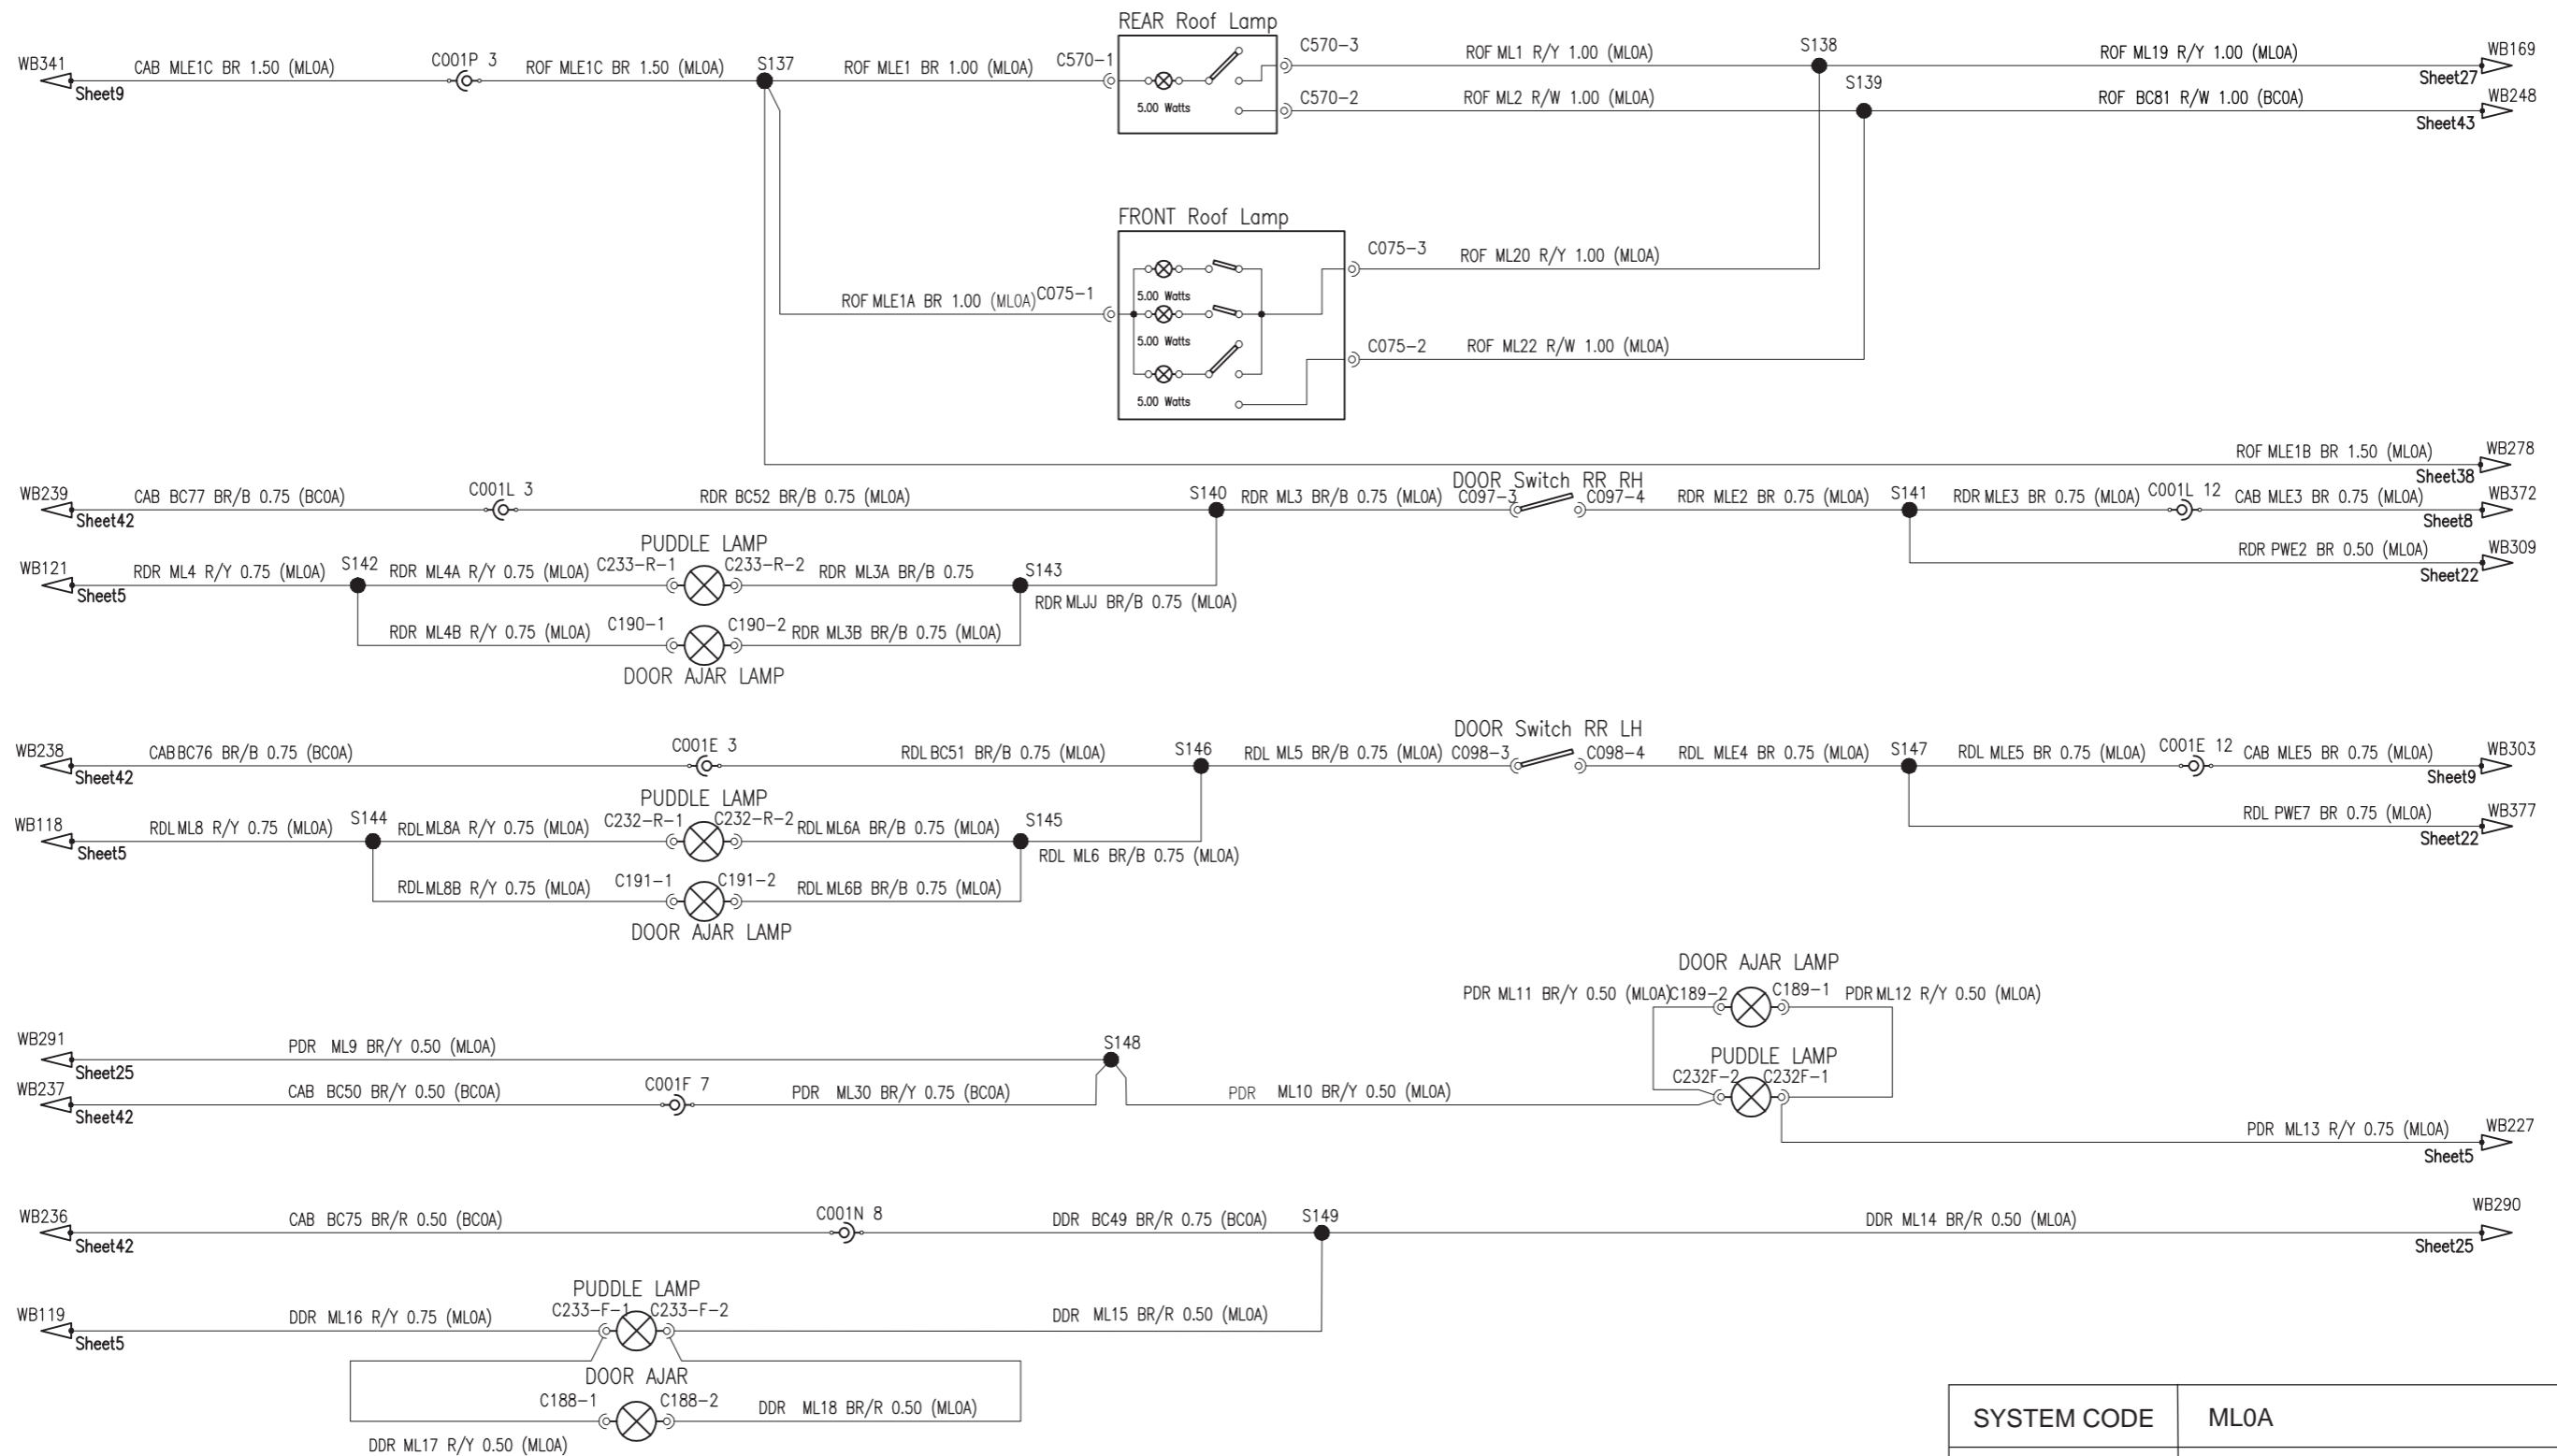 REAR Roof Lamp
WB341 CAB MLE1C BR 1.50 (ML0A) C001P 3 ROF MLE1C BR 1.50 (ML0A) S137 ROF MLE1 BR 1.00 (ML0A) C570-1 C570-3 ROF ML1 R/Y 1.00 (ML0A) S138 ROF ML19 R/Y 1.00 (ML0A) WB169
Sheet9 Sheet27
5.00 Watts C570-2 ROF ML2 R/W 1.00 (ML0A) S139 ROF BC81 R/W 1.00 (BC0A) WB248
Sheet43
FRONT Roof Lamp
C075-3 ROF ML20 R/Y 1.00 (ML0A)
ROF MLE1A BR 1.00 (ML0A) C075-1 5.00 Watts
5.00 Watts C075-2 ROF ML22 R/W 1.00 (ML0A)
5.00 Watts
ROF MLE1B BR 1.50 (ML0A) WB278
Sheet38
DOOR Switch RR RH
WB239 CAB BC77 BR/B 0.75 (BC0A) C001L 3 RDR BC52 BR/B 0.75 (ML0A) S140 RDR ML3 BR/B 0.75 (ML0A) C097-3 C097-4 RDR MLE2 BR 0.75 (ML0A) S141 RDR MLE3 BR 0.75 (ML0A) C001L 12 CAB MLE3 BR 0.75 (ML0A) WB372
Sheet42 Sheet8
PUDDLE LAMP
RDR PWE2 BR 0.50 (ML0A) WB309
Sheet22
WB121 RDR ML4 R/Y 0.75 (ML0A) S142 RDR ML4A R/Y 0.75 (ML0A) C233-R-1 C233-R-2 RDR ML3A BR/B 0.75 S143
Sheet5 RDR MLJJ BR/B 0.75 (ML0A)
RDR ML4B R/Y 0.75 (ML0A) C190-1 C190-2 RDR ML3B BR/B 0.75 (ML0A)
DOOR AJAR LAMP
DOOR Switch RR LH
WB238 CAB BC76 BR/B 0.75 (BC0A) C001E 3 RDL BC51 BR/B 0.75 (ML0A) S146 RDL ML5 BR/B 0.75 (ML0A) C098-3 C098-4 RDL MLE4 BR 0.75 (ML0A) S147 RDL MLE5 BR 0.75 (ML0A) C001E 12 CAB MLE5 BR 0.75 (ML0A) WB303
Sheet42 Sheet9
PUDDLE LAMP
RDL PWE7 BR 0.75 (ML0A) WB377
Sheet22
WB118 RDL ML8 R/Y 0.75 (ML0A) S144 RDL ML8A R/Y 0.75 (ML0A) C232-R-1 C232-R-2 RDL ML6A BR/B 0.75 (ML0A) S145
Sheet5 RDL ML6 BR/B 0.75 (ML0A)
RDL ML8B R/Y 0.75 (ML0A) C191-1 C191-2 RDL ML6B BR/B 0.75 (ML0A)
DOOR AJAR LAMP
DOOR AJAR LAMP
PDR ML11 BR/Y 0.50 (ML0A) C189-2 C189-1 PDR ML12 R/Y 0.50 (ML0A)
WB291 PDR ML9 BR/Y 0.50 (ML0A) S148
Sheet25
PUDDLE LAMP
WB237 CAB BC50 BR/Y 0.50 (BC0A) C001F 7 PDR ML30 BR/Y 0.75 (BC0A) PDR ML10 BR/Y 0.50 (ML0A) C232F-2 C232F-1
Sheet42
PDR ML13 R/Y 0.75 (ML0A) WB227
Sheet5
WB236 CAB BC75 BR/R 0.50 (BC0A) C001N 8 DDR BC49 BR/R 0.75 (BC0A) S149 DDR ML14 BR/R 0.50 (ML0A) WB290
Sheet42 Sheet25
PUDDLE LAMP
WB119 DDR ML16 R/Y 0.75 (ML0A) C233-F-1 C233-F-2 DDR ML15 BR/R 0.50 (ML0A)
Sheet5
DOOR AJAR
C188-1 C188-2 DDR ML18 BR/R 0.50 (ML0A)
DDR ML17 R/Y 0.50 (ML0A)
SYSTEM CODE ML0A